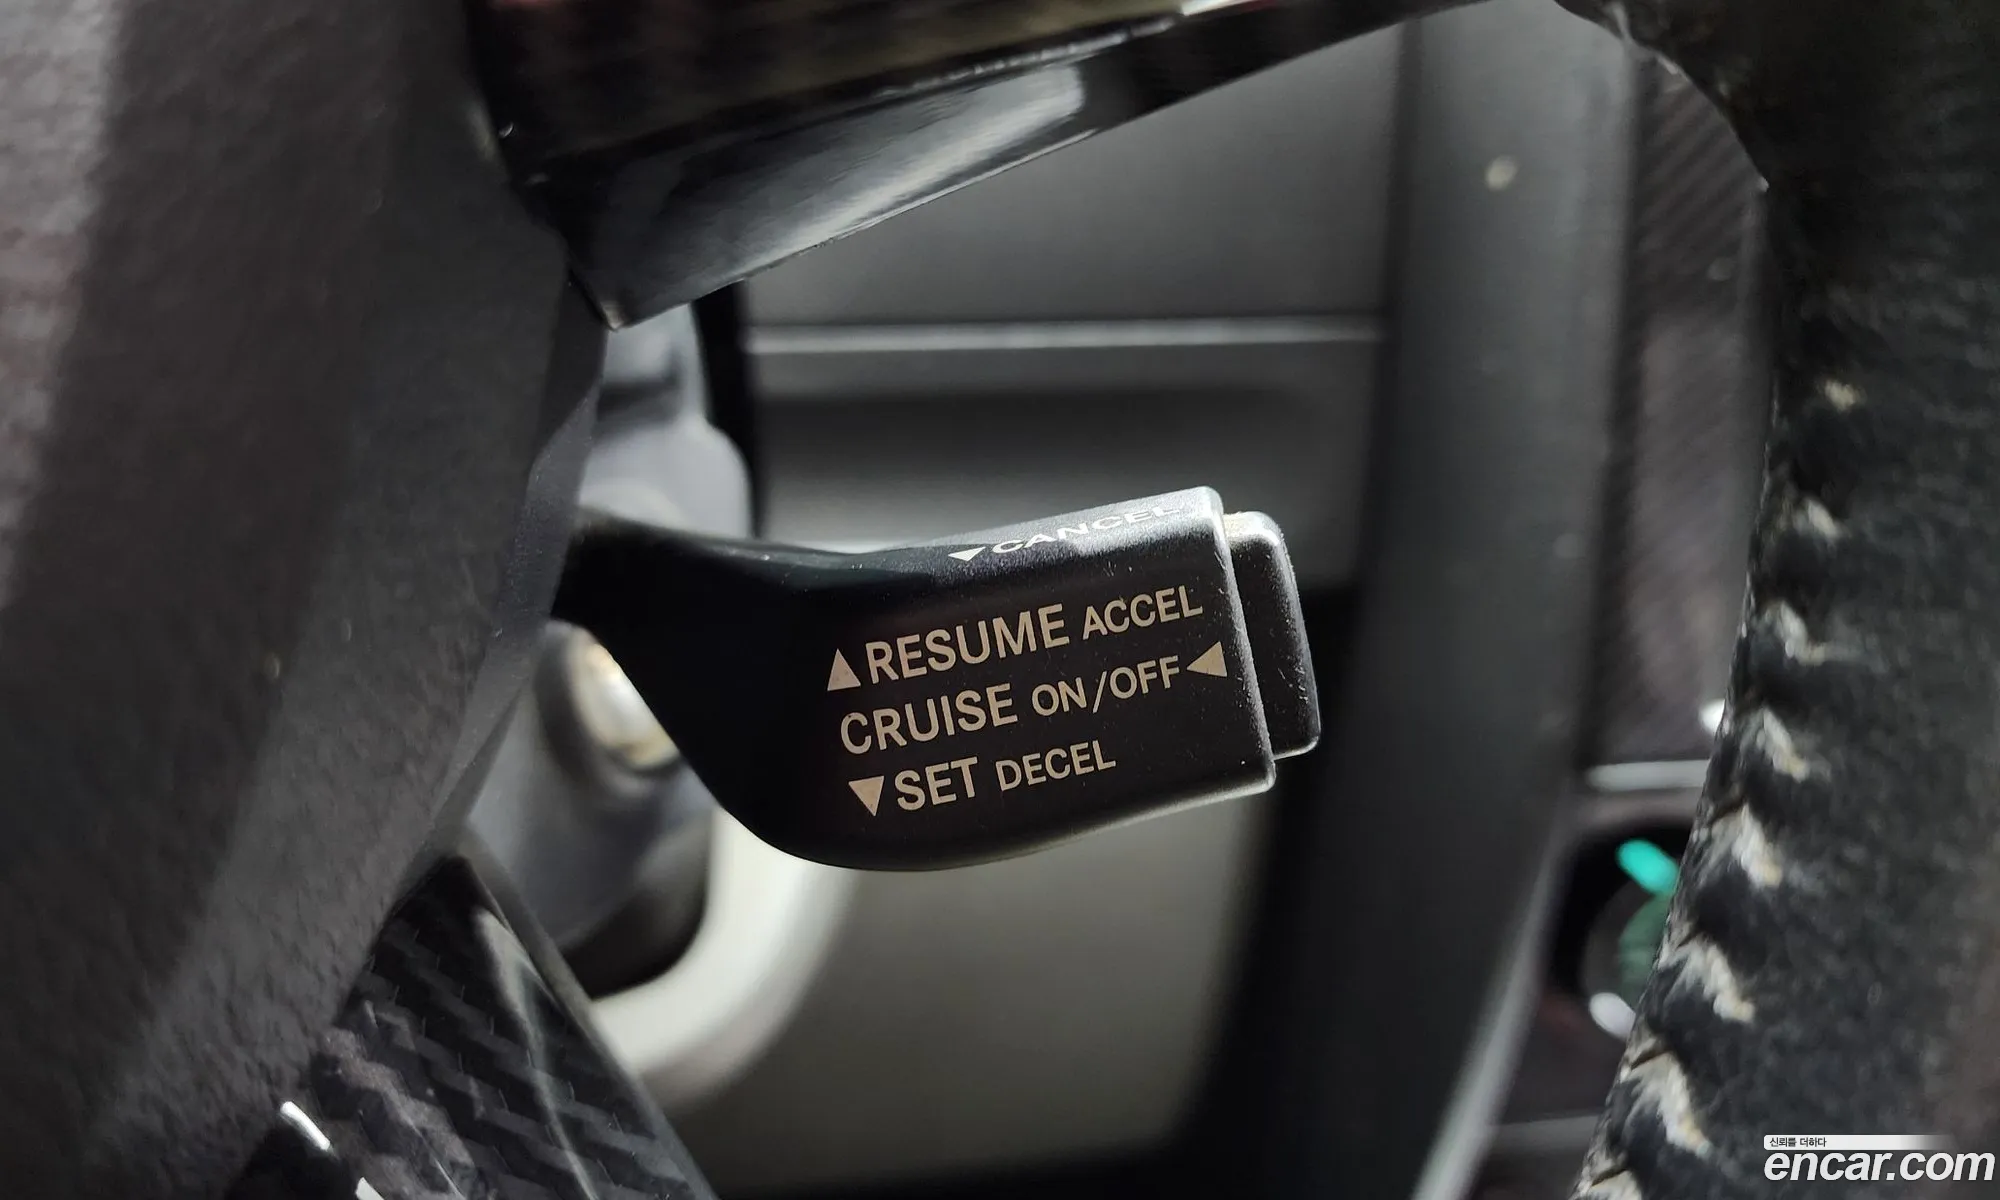 ▼CANCEL
▲RESUME ACCEL
CRUISE ON/OFF◀
▼SET DECEL
신뢰를 더하다
encar.com